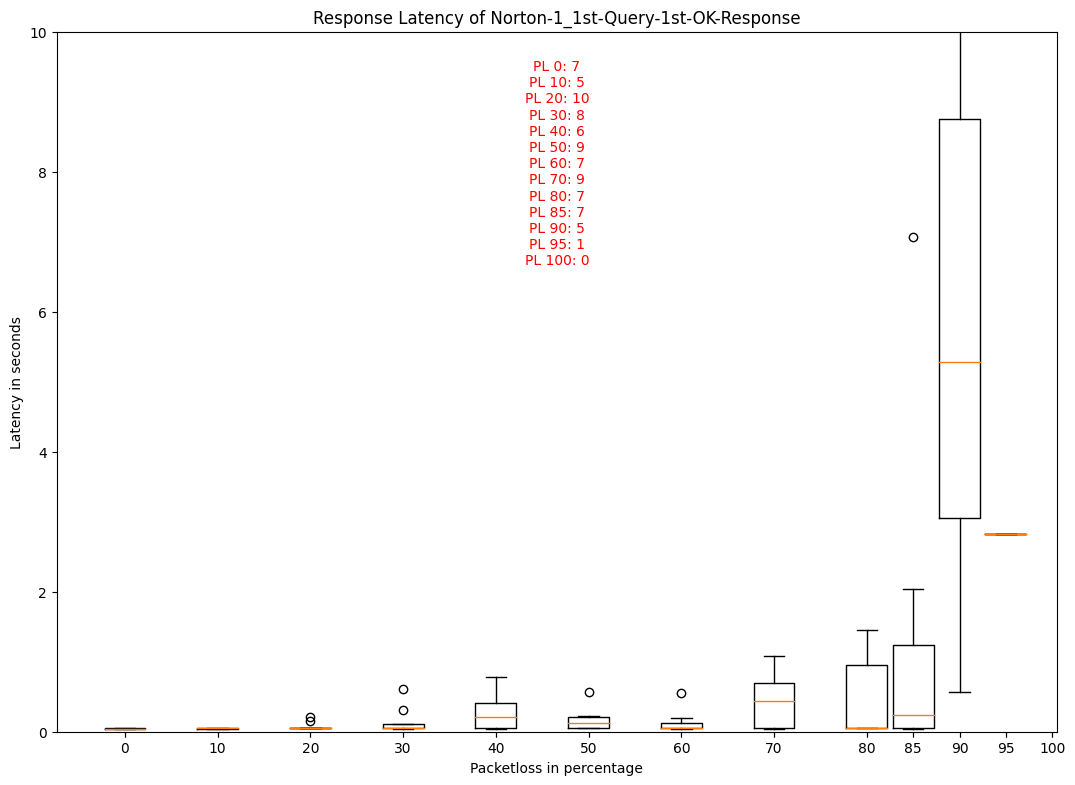 Response Latency of Norton-1_1st-Query-1st-OK-Response
10
8
6
4
2
0
Latency in seconds
PL 0: 7
PL 10: 5
PL 20: 10
PL 30: 8
PL 40: 6
PL 50: 9
PL 60: 7
PL 70: 9
PL 80: 7
PL 85: 7
PL 90: 5
PL 95: 1
PL 100: 0
0 10 20 30 40 50 60 70 80 85 90 95 100
Packetloss in percentage